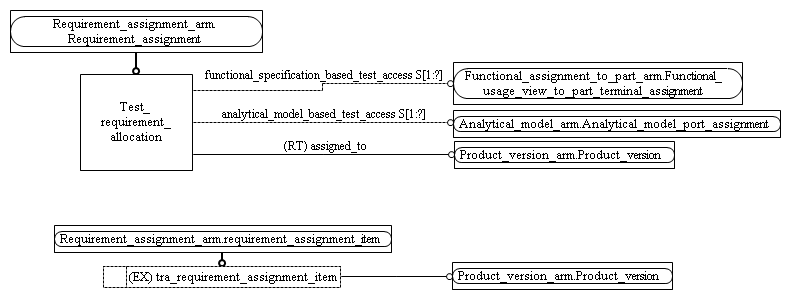 Requirement_assignment_arm.
Requirement_assignment
functional_specification_based_test_access S[1:?]
Functional_assignment_to_part_arm.Functional_
usage_view_to_part_terminal_assignment
Test_
requirement_
allocation
analytical_model_based_test_access S[1:?]
Analytical_model_arm.Analytical_model_port_assignment
(RT) assigned_to
Product_version_arm.Product_version
Requirement_assignment_arm.requirement_assignment_item
(EX) tra_requirement_assignment_item
Product_version_arm.Product_version